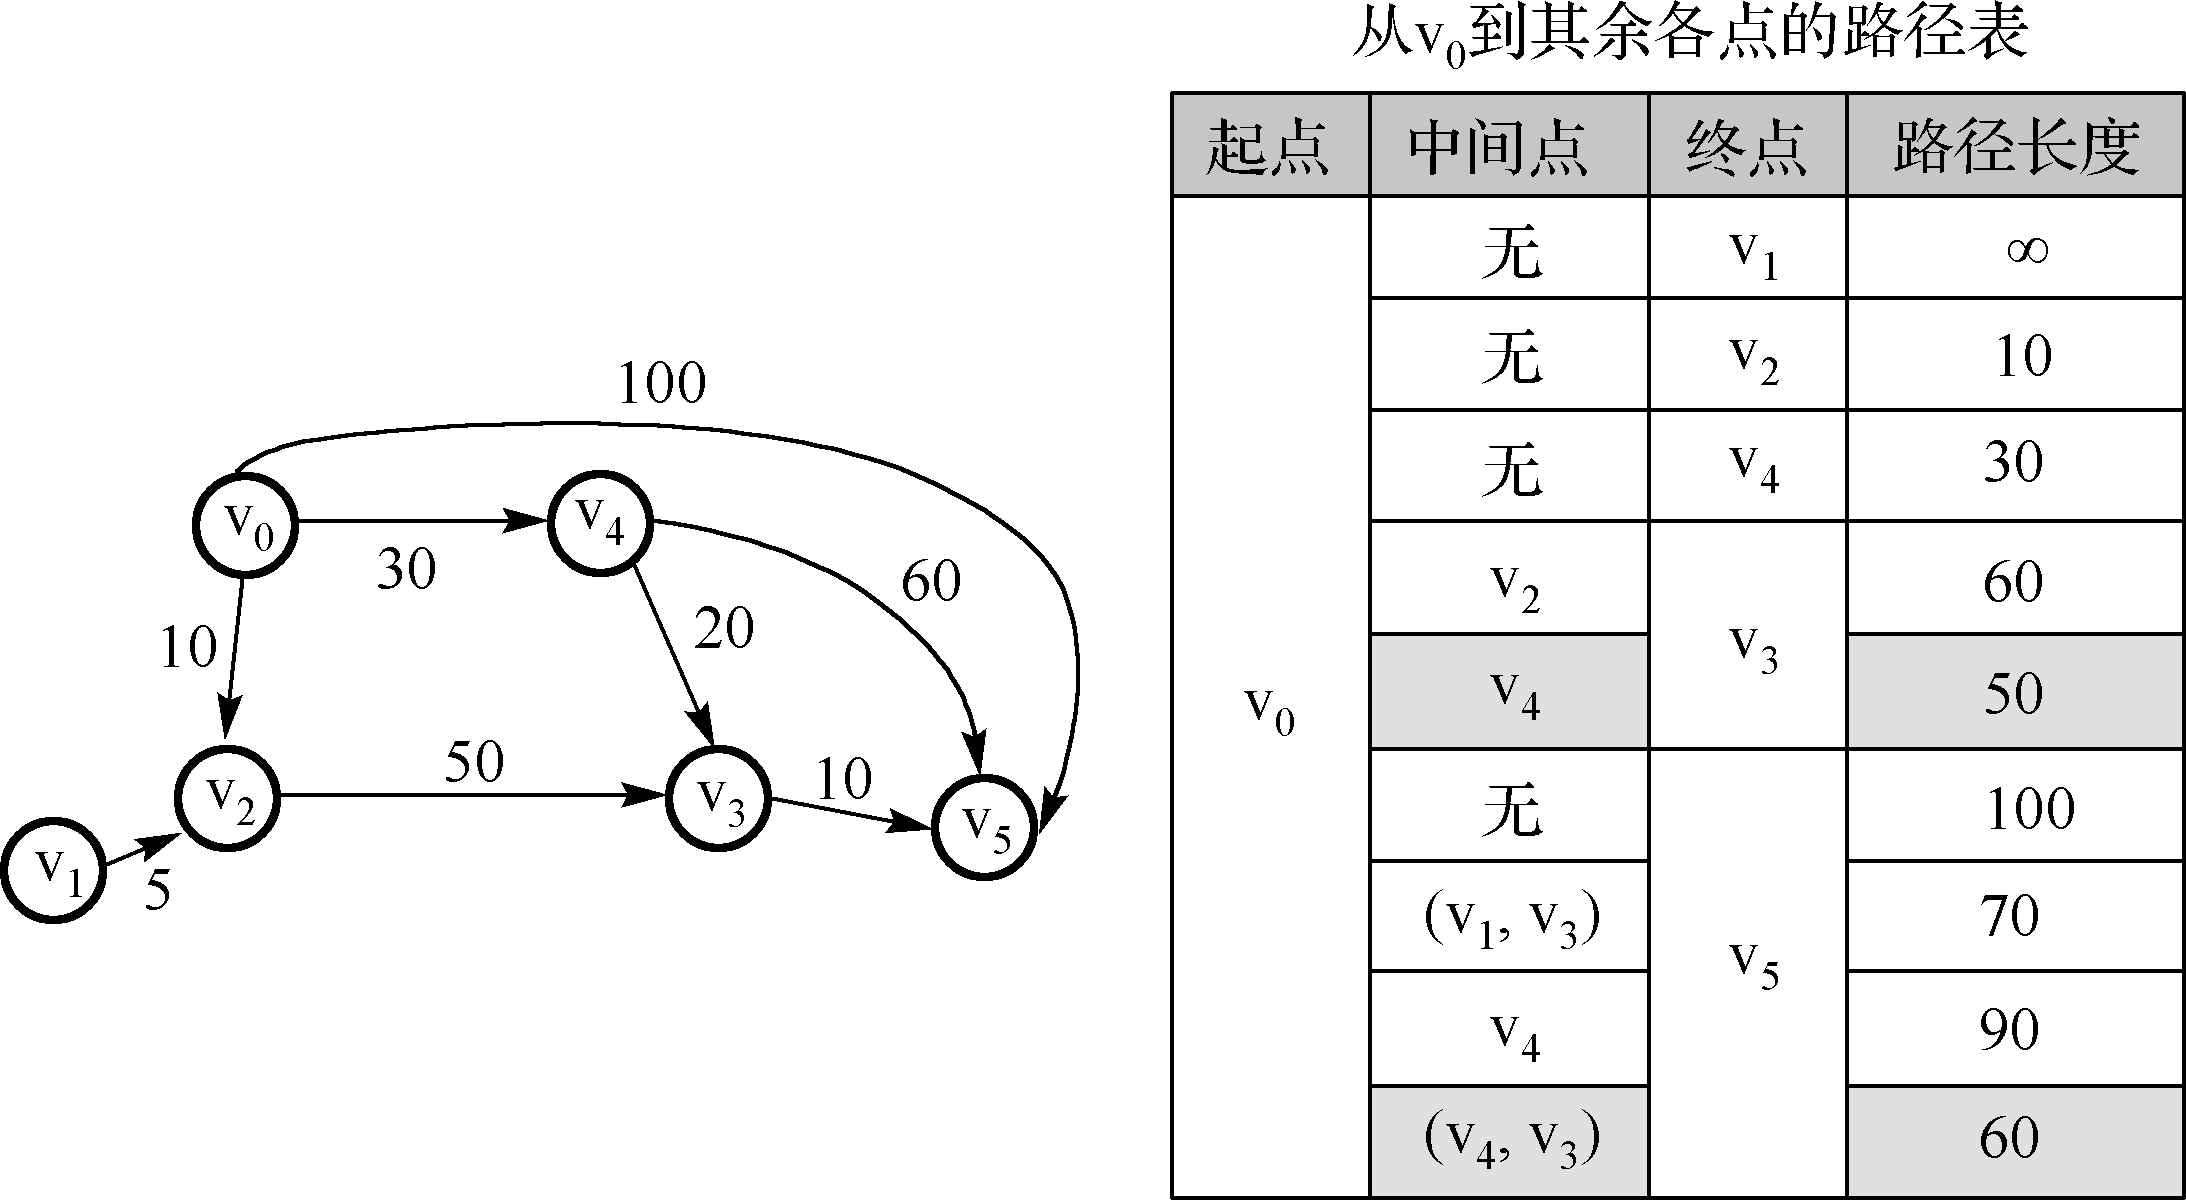 从v₀到其余各点的路径表
起点 中间点 终点 路径长度
v₀
无 v₁ ∞
无 v₂ 10
无 v₄ 30
v₂ v₃ 60
v₄ 50
无 v₅ 100
(v₁, v₃) 70
v₄ 90
(v₄, v₃) 60
100
v₀
v₄
30
60
10
20
50
v₂
v₃
10
v₅
v₁
5